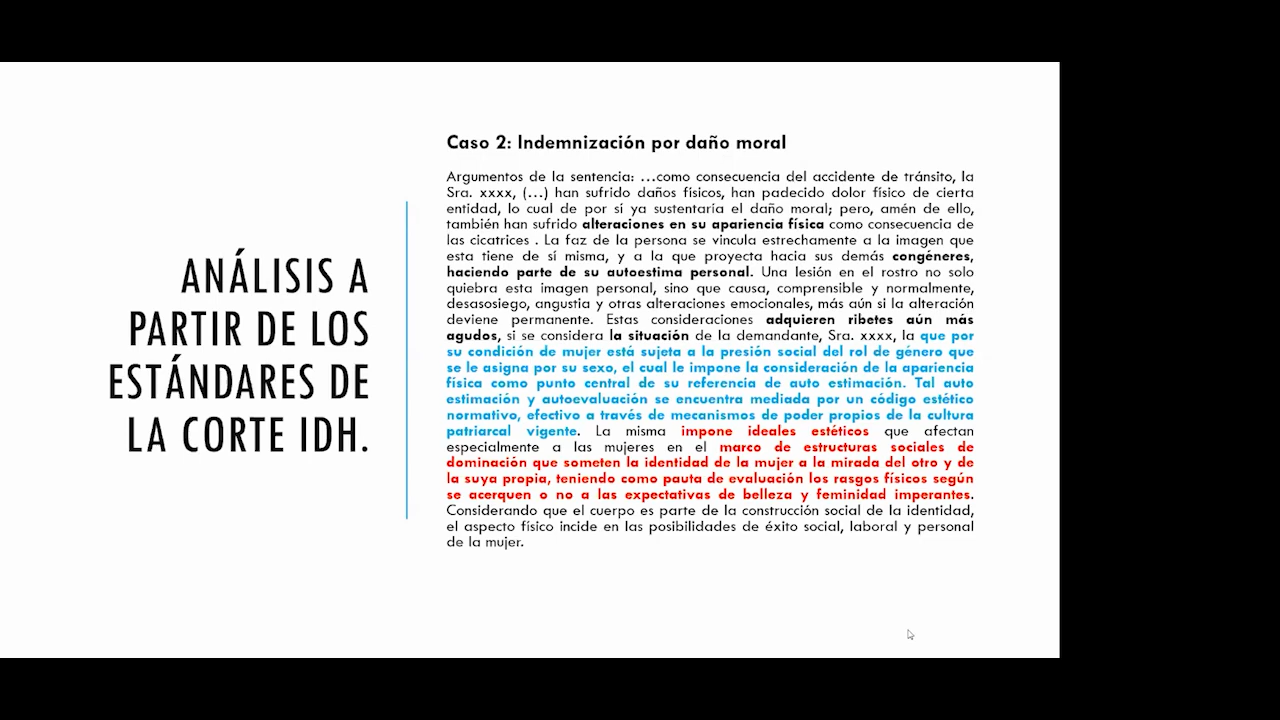 ANÁLISIS A
PARTIR DE LOS
ESTÁNDARES DE
LA CORTE IDH.
Caso 2: Indemnización por daño moral
Argumentos de la sentencia: …como consecuencia del accidente de tránsito, la
Sra. xxxx, (…) han sufrido daños físicos, han padecido dolor físico de cierta
entidad, lo cual de por sí ya sustentaría el daño moral; pero, amén de ello,
también han sufrido alteraciones en su apariencia física como consecuencia de
las cicatrices . La faz de la persona se vincula estrechamente a la imagen que
esta tiene de sí misma, y a la que proyecta hacia sus demás congéneres,
haciendo parte de su autoestima personal. Una lesión en el rostro no solo
quiebra esta imagen personal, sino que causa, comprensible y normalmente,
desasosiego, angustia y otras alteraciones emocionales, más aún si la alteración
deviene permanente. Estas consideraciones adquieren ribetes aún más
agudos, si se considera la situación de la demandante, Sra. xxxx, la que por
su condición de mujer está sujeta a la presión social del rol de género que
se le asigna por su sexo, el cual le impone la consideración de la apariencia
física como punto central de su referencia de auto estimación. Tal auto
estimación y autoevaluación se encuentra mediada por un código estético
normativo, efectivo a través de mecanismos de poder propios de la cultura
patriarcal vigente. La misma impone ideales estéticos que afectan
especialmente a las mujeres en el marco de estructuras sociales de
dominación que someten la identidad de la mujer a la mirada del otro y de
la suya propia, teniendo como pauta de evaluación los rasgos físicos según
se acerquen o no a las expectativas de belleza y feminidad imperantes.
Considerando que el cuerpo es parte de la construcción social de la identidad,
el aspecto físico incide en las posibilidades de éxito social, laboral y personal
de la mujer.